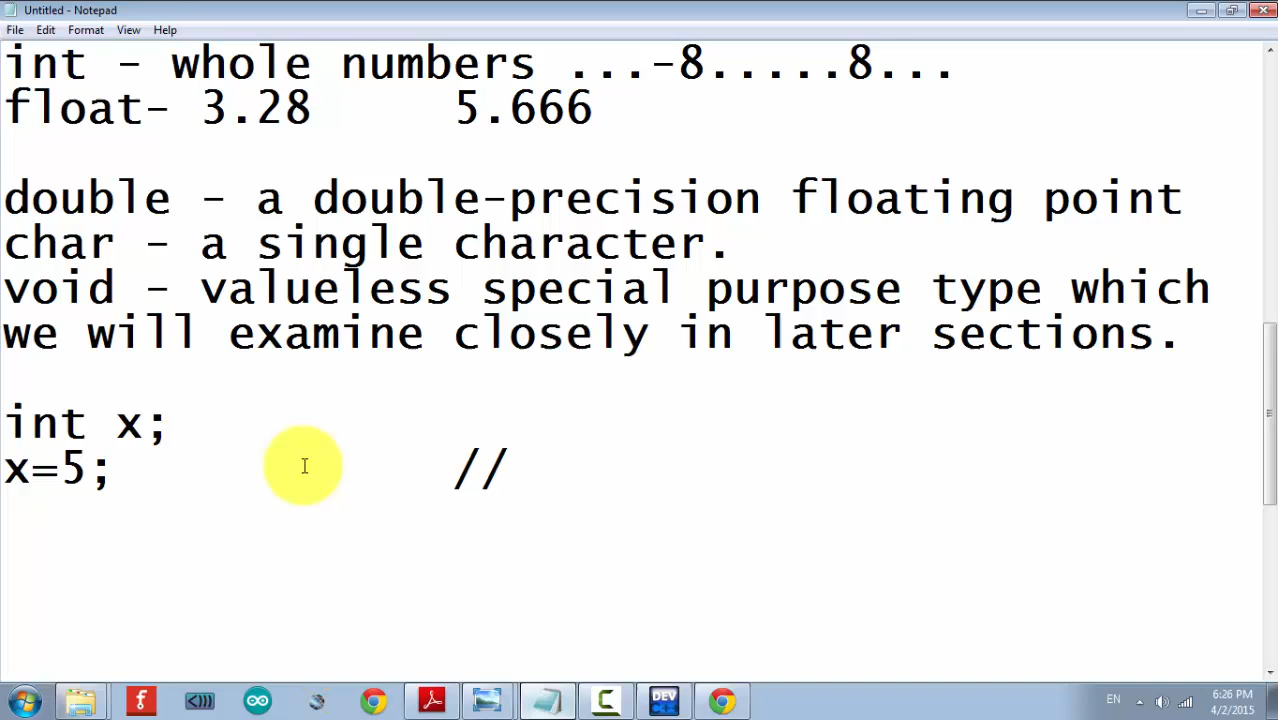 Untitled - Notepad
File Edit Format View Help
int - whole numbers ...-8.....8...
float- 3.28 5.666
double - a double-precision floating point
char - a single character.
void - valueless special purpose type which
we will examine closely in later sections.
int x;
x=5; //
DEV
EN
6:26 PM
4/2/2015